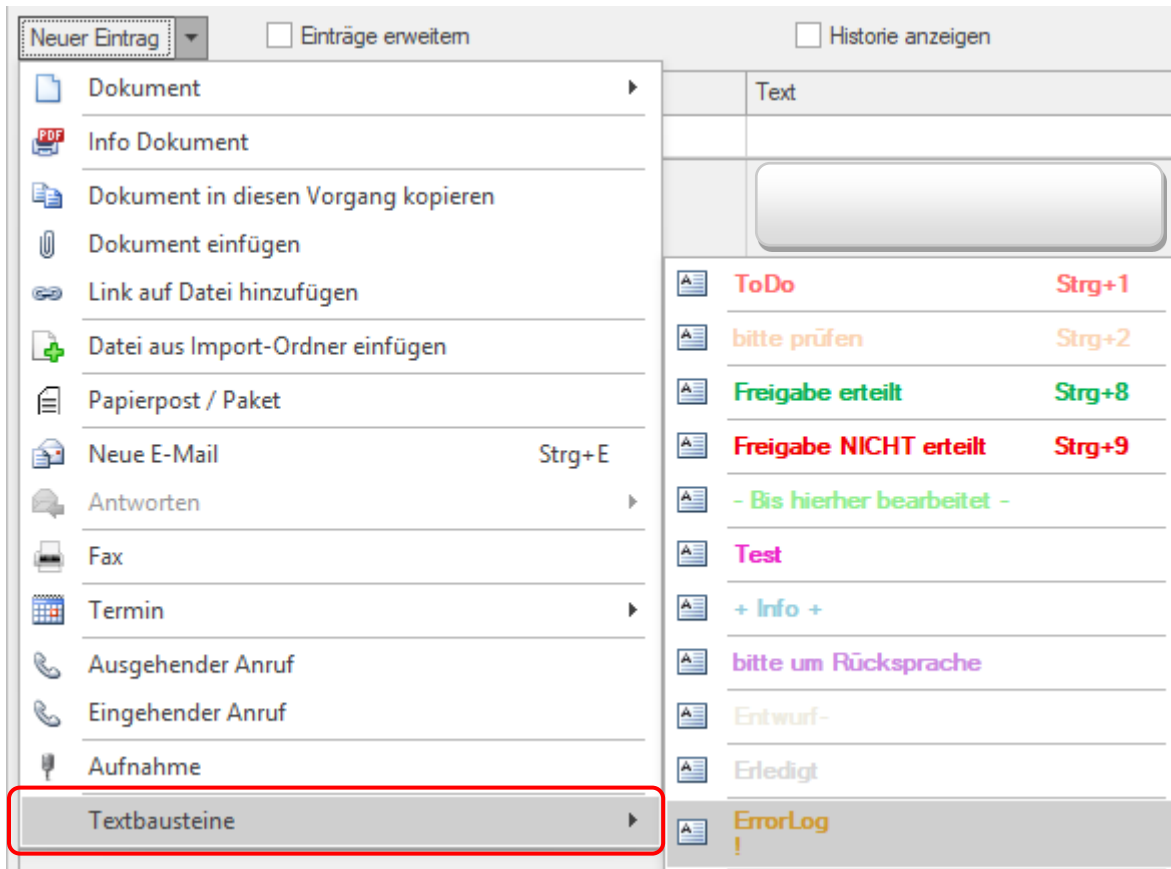 Neuer Eintrag
Einträge erweitern
Historie anzeigen
Text
Dokument
PDF
Info Dokument
Dokument in diesen Vorgang kopieren
Dokument einfügen
Link auf Datei hinzufügen
Datei aus Import-Ordner einfügen
Papierpost / Paket
Neue E-Mail Strg+E
Antworten
Fax
Termin
Ausgehender Anruf
Eingehender Anruf
Aufnahme
Textbausteine
ToDo Strg+1
bitte prüfen Strg+2
Freigabe erteilt Strg+8
Freigabe NICHT erteilt Strg+9
- Bis hierher bearbeitet -
Test
+ Info +
bitte um Rücksprache
Entwurf-
Erledigt
ErrorLog
!